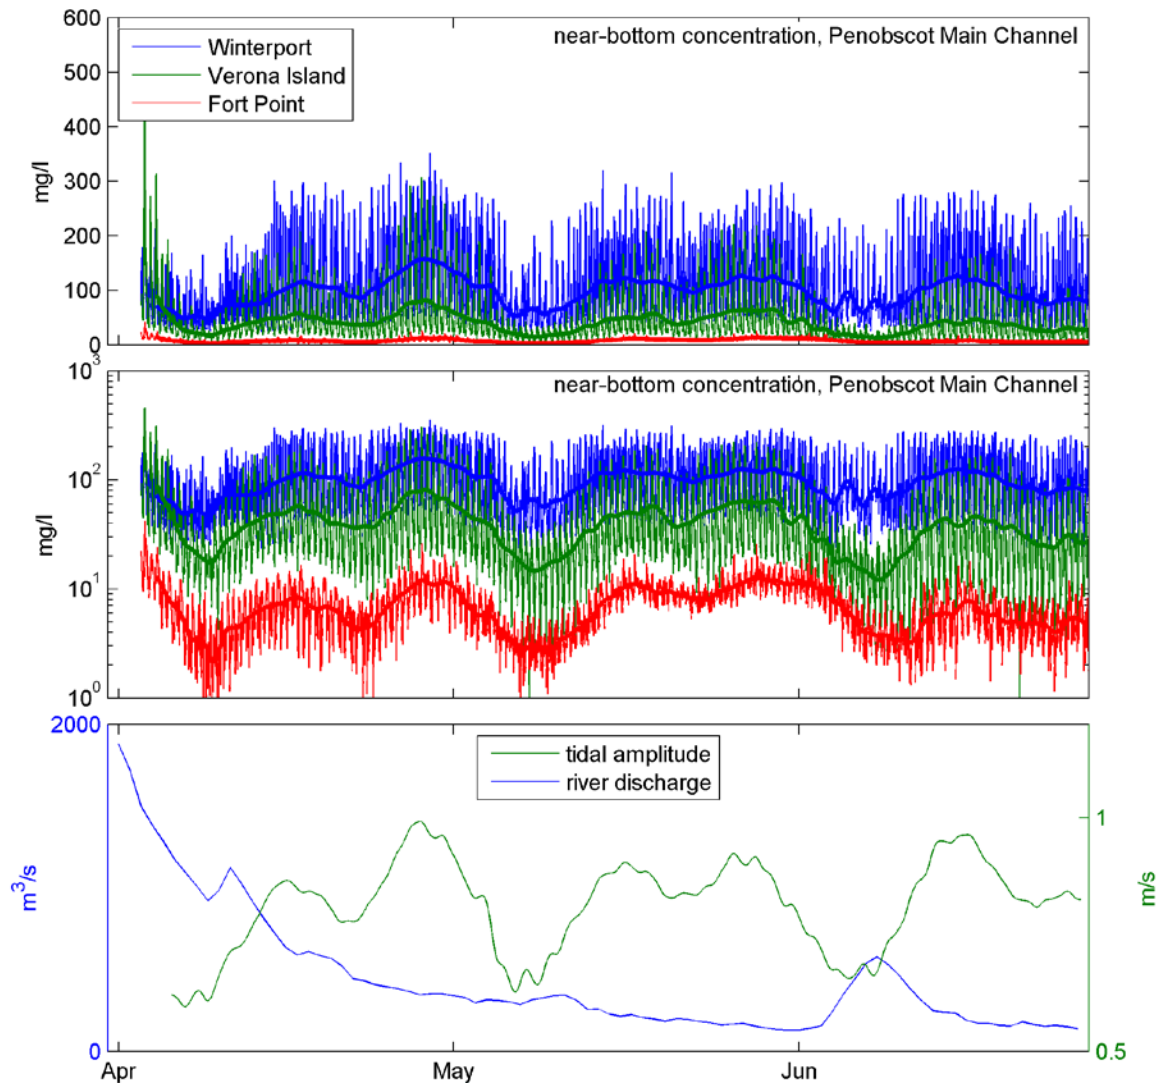 600
near-bottom concentration, Penobscot Main Channel
Winterport
Verona Island
Fort Point
500
400
300
200
100
0
mg/l
10³
near-bottom concentration, Penobscot Main Channel
10²
10¹
10⁰
mg/l
2000
tidal amplitude
river discharge
1
m³/s
m/s
0
0.5
Apr
May
Jun